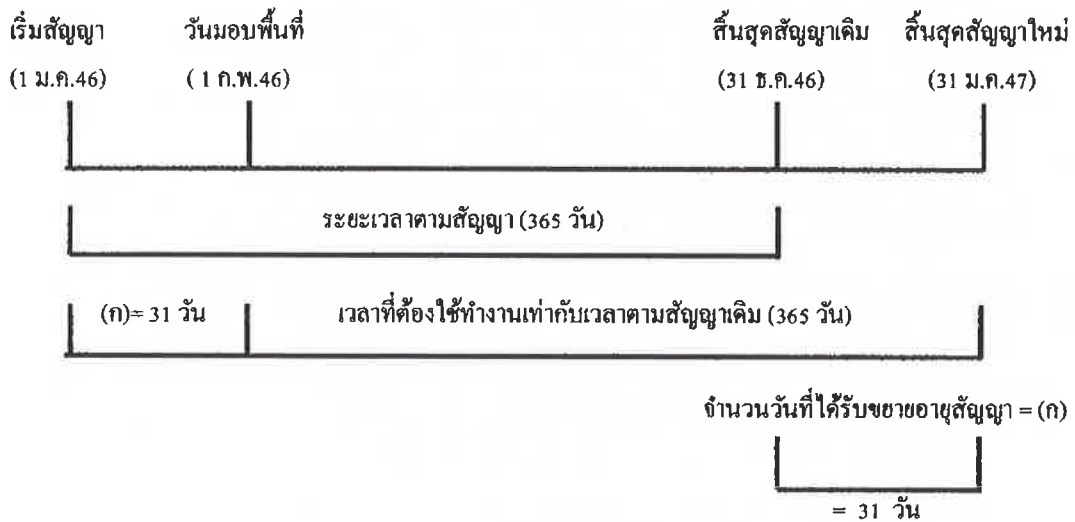 เริ่มสัญญา วันมอบพื้นที่ สิ้นสุดสัญญาเดิม สิ้นสุดสัญญาใหม่
(1 ม.ค.46) ( 1 ก.พ.46) (31 ธ.ค.46) (31 ม.ค.47)
ระยะเวลาตามสัญญา (365 วัน)
(ก)= 31 วัน เวลาที่ต้องใช้ทำงานเท่ากับเวลาตามสัญญาเดิม (365 วัน)
จำนวนวันที่ได้รับขยายอายุสัญญา = (ก)
= 31 วัน